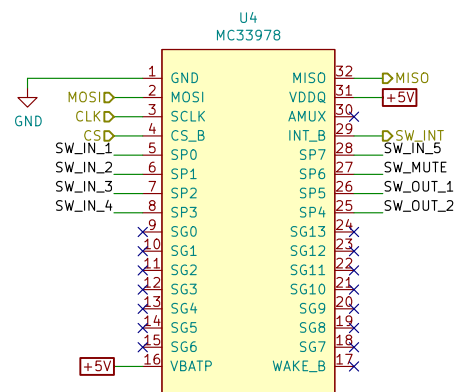 U4
MC33978
1 GND MISO 32 MISO
MOSI 2 MOSI VDDQ 31 +5V
GND
CLK 3 SCLK AMUX 30
CS 4 CS_B INT_B 29 SW_INT
SW_IN_1 5 SP0 SP7 28 SW_IN_5
SW_IN_2 6 SP1 SP6 27 SW_MUTE
SW_IN_3 7 SP2 SP5 26 SW_OUT_1
SW_IN_4 8 SP3 SP4 25 SW_OUT_2
9 SG0 SG13 24
10 SG1 SG12 23
11 SG2 SG11 22
12 SG3 SG10 21
13 SG4 SG9 20
14 SG5 SG8 19
15 SG6 SG7 18
+5V 16 VBATP WAKE_B 17